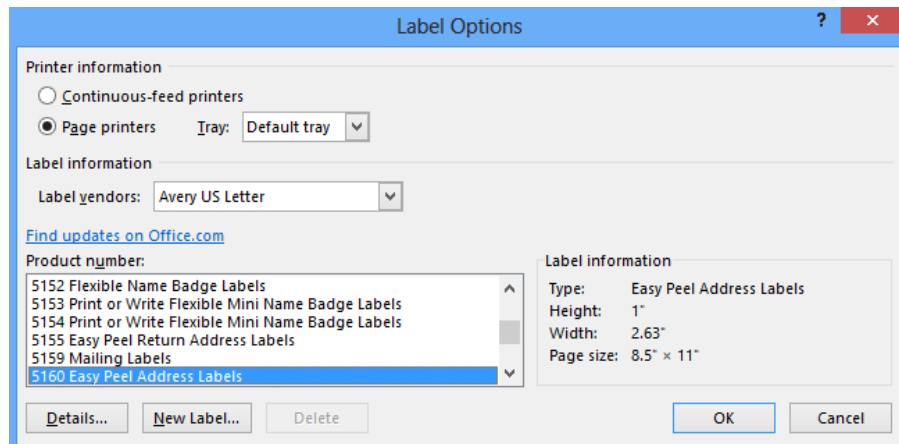 Label Options
?
Printer information
Continuous-feed printers
Page printers Tray: Default tray
Label information
Label vendors: Avery US Letter
Find updates on Office.com
Product number:
5152 Flexible Name Badge Labels
5153 Print or Write Flexible Mini Name Badge Labels
5154 Print or Write Flexible Mini Name Badge Labels
5155 Easy Peel Return Address Labels
5159 Mailing Labels
5160 Easy Peel Address Labels
Label information
Type: Easy Peel Address Labels
Height: 1"
Width: 2.63"
Page size: 8.5" × 11"
Details... New Label... Delete OK Cancel